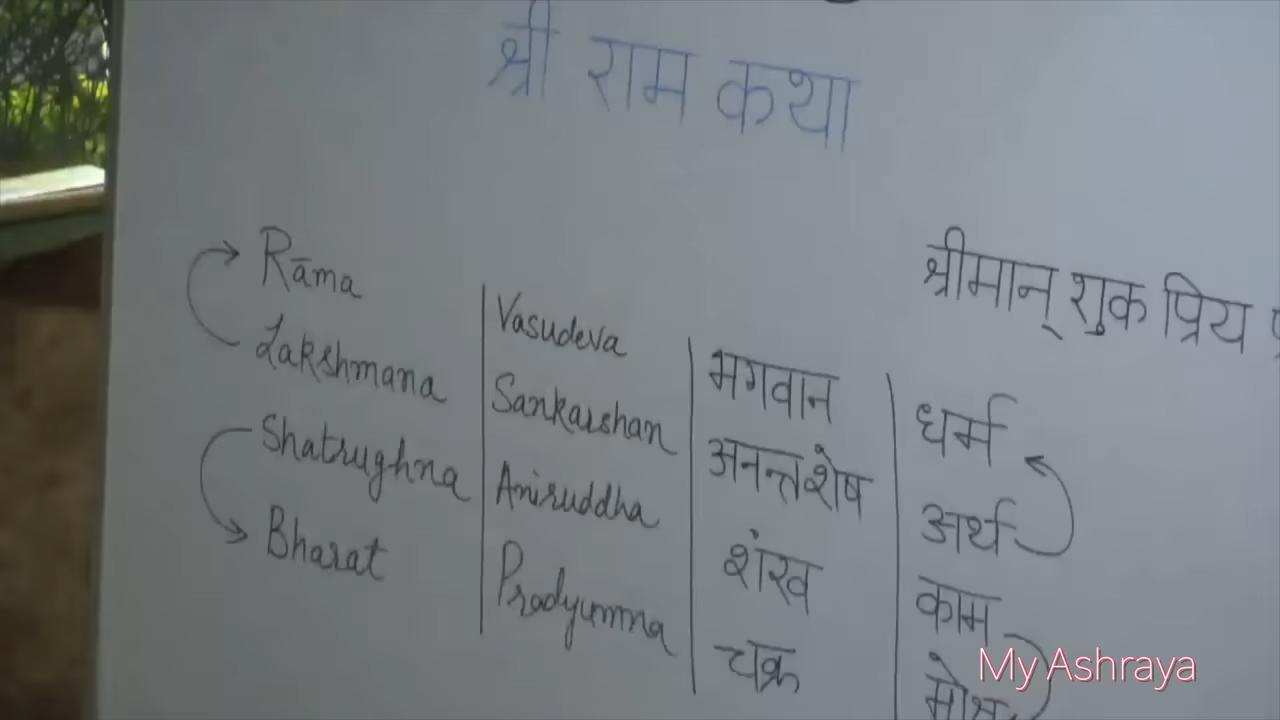 श्री राम कथा
श्रीमान् शुक प्रिय
Rāma
Lakshmana
Shatrughna
Bharat
Vasudeva
Sankarshan
Aniruddha
Pradyumna
भगवान
अनन्तशेष
शंख
चक्र
धर्म
अर्थ
काम
मोक्ष
My Ashraya